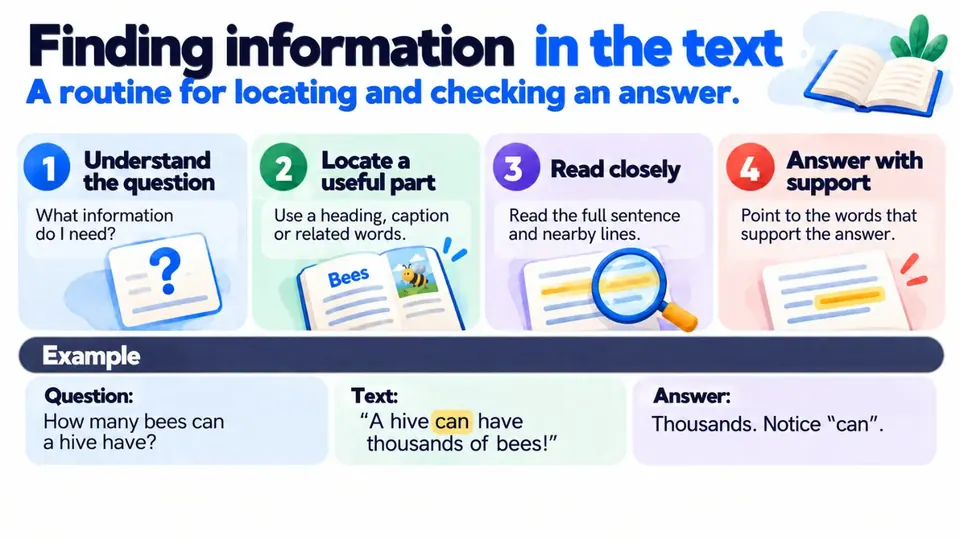 Finding information in the text
A routine for locating and checking an answer.
1 Understand
the question
What information
do I need?
?
2 Locate a
useful part
Use a heading, caption
or related words.
Bees
3 Read closely
Read the full sentence
and nearby lines.
4 Answer with
support
Point to the words that
support the answer.
Example
Question:
How many bees can
a hive have?
Text:
“A hive can have
thousands of bees!”
Answer:
Thousands. Notice “can”.